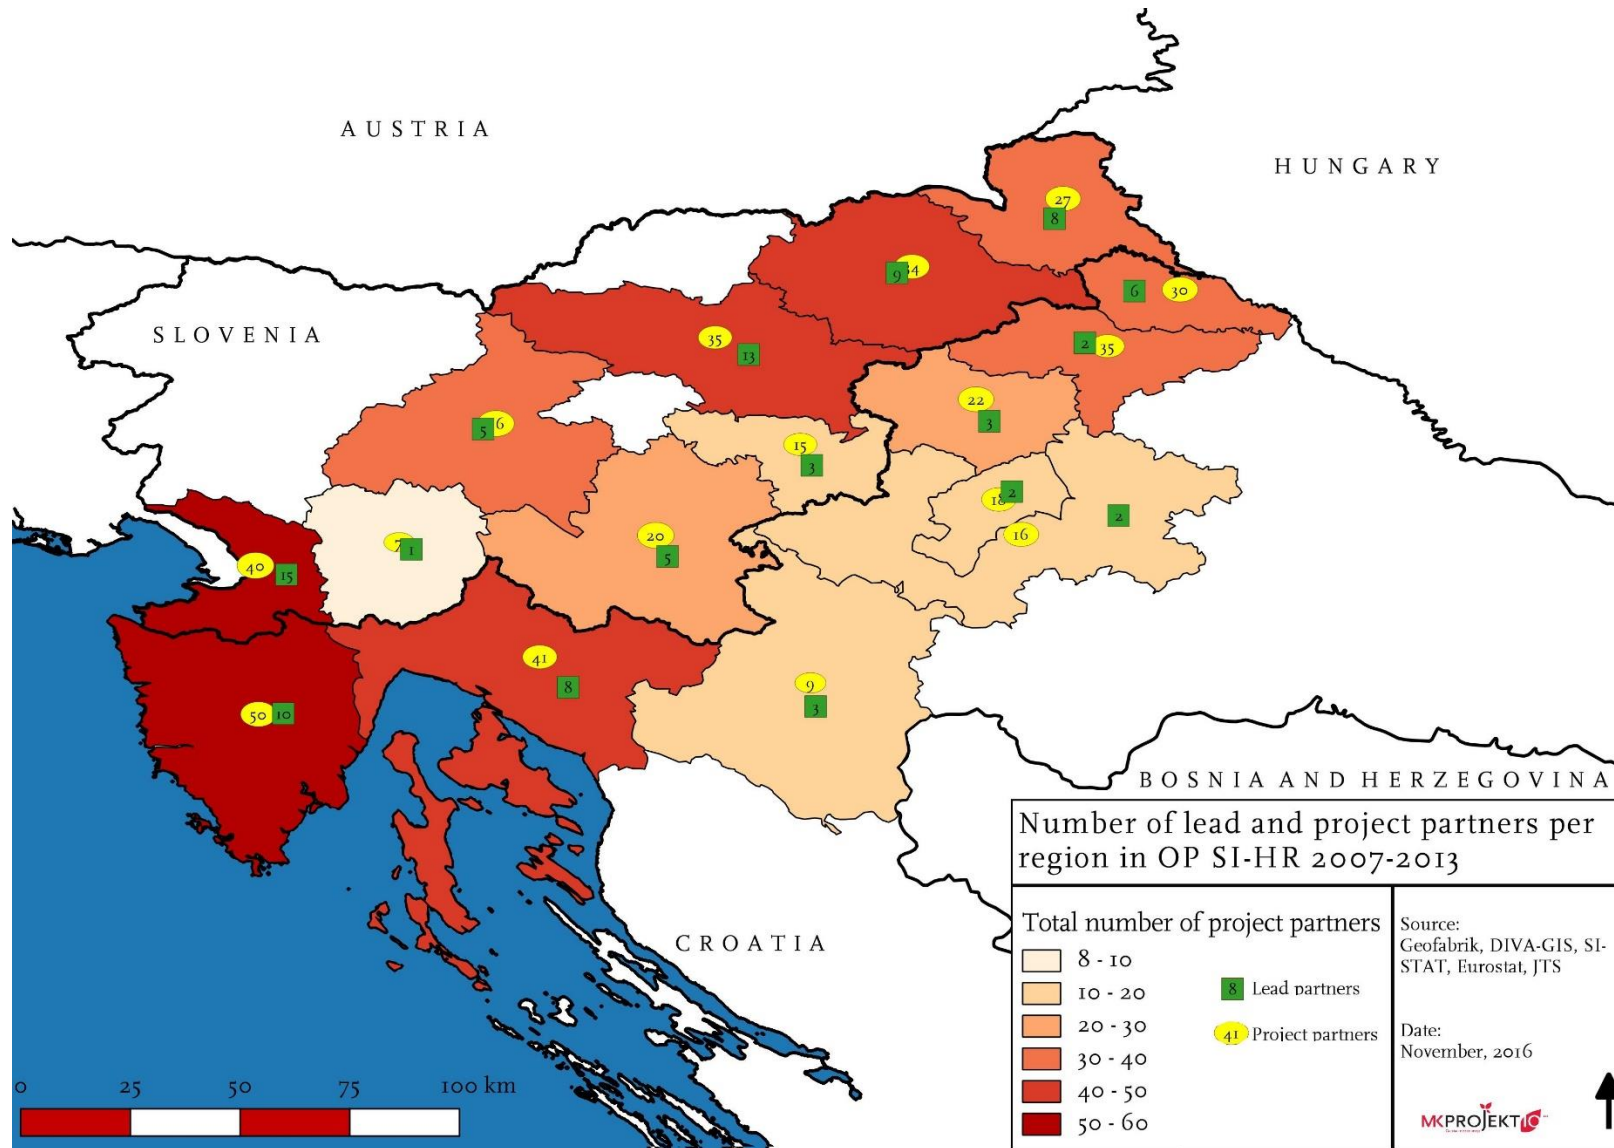 AUSTRIA
HUNGARY
27
8
9
6
30
SLOVENIA
35
13
2
35
22
3
5
15
3
2
18
2
16
20
5
7
1
40
15
41
8
9
3
50
10
BOSNIA AND HERZEGOVINA
CROATIA
Number of lead and project partners per
region in OP SI-HR 2007-2013
Total number of project partners
8 - 10
10 - 20
20 - 30
30 - 40
40 - 50
50 - 60
8 Lead partners
41 Project partners
Source:
Geofabrik, DIVA-GIS, SI-
STAT, Eurostat, JTS
Date:
November, 2016
MKPROJEKT
0 25 50 75 100 km